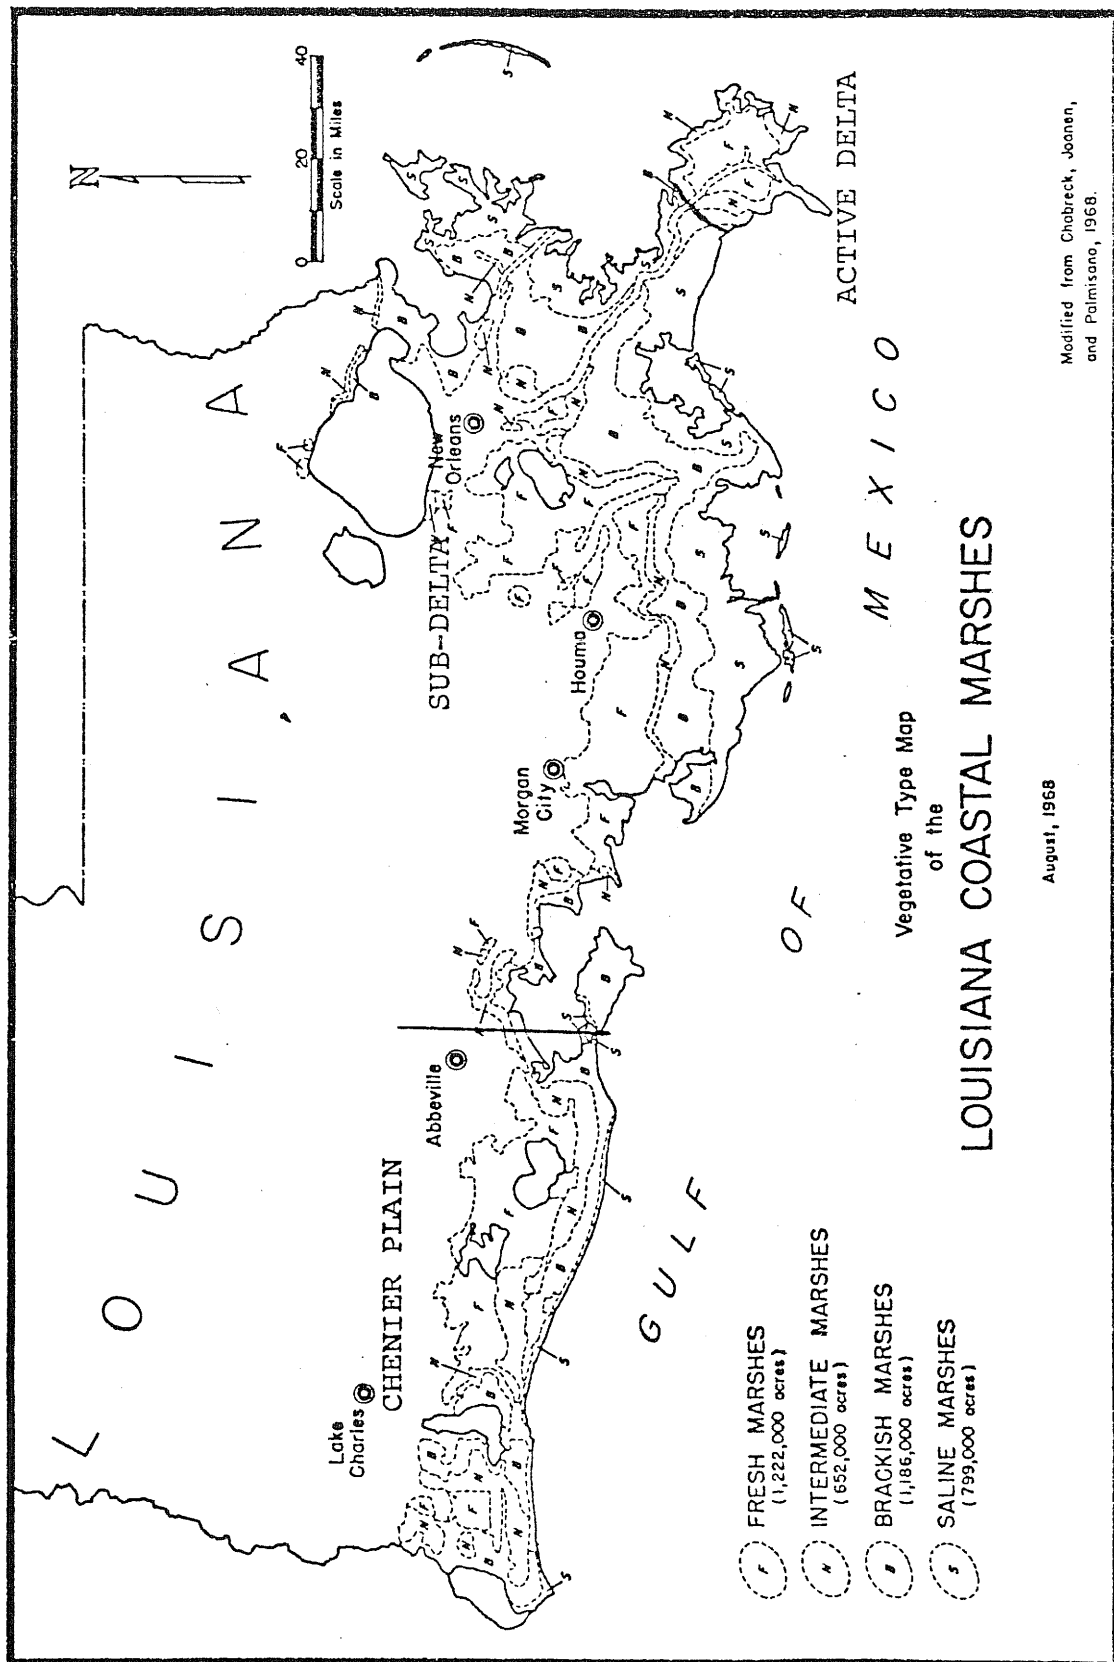 L O U I S I A N A
N
0 20 40
Scale in Miles
CHENIER PLAIN
SUB-DELTA
ACTIVE DELTA
Lake
Charles
Abbeville
Morgan
City
Houma
New
Orleans
GULF OF MEXICO
F FRESH MARSHES
(1,222,000 acres)
N INTERMEDIATE MARSHES
(652,000 acres)
B BRACKISH MARSHES
(1,186,000 acres)
S SALINE MARSHES
(799,000 acres)
Vegetative Type Map
of the
LOUISIANA COASTAL MARSHES
August, 1968
Modified from Chabreck, Joanen,
and Palmisano, 1968.